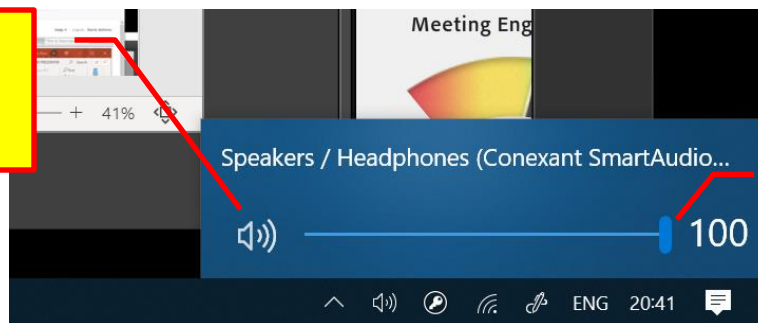 Meeting Eng
41%
Speakers / Headphones (Conexant SmartAudio...
100
ENG 20:41